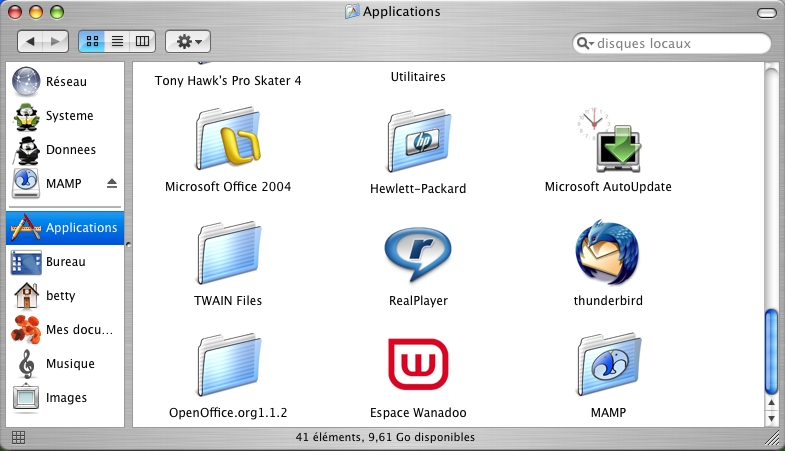 Applications
disques locaux
Réseau
Systeme
Donnees
MAMP
Applications
Bureau
betty
Mes docu...
Musique
Images
Tony Hawk's Pro Skater 4
Utilitaires
Microsoft Office 2004
hp
Hewlett-Packard
Microsoft AutoUpdate
TWAIN Files
r
RealPlayer
thunderbird
OpenOffice.org1.1.2
w
Espace Wanadoo
MAMP
41 éléments, 9,61 Go disponibles